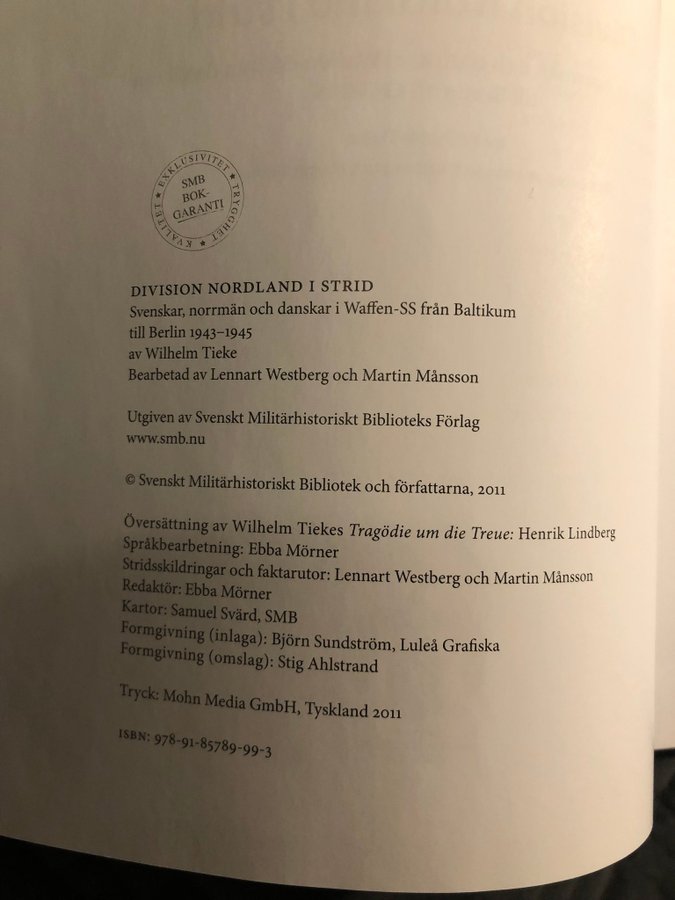 ★ EXKLUSIVITET ★ TRYGGHET ★ KVALITET
SMB
BOK-
GARANTI
DIVISION NORDLAND I STRID
Svenskar, norrmän och danskar i Waffen-SS från Baltikum
till Berlin 1943–1945
av Wilhelm Tieke
Bearbetad av Lennart Westberg och Martin Månsson
Utgiven av Svenskt Militärhistoriskt Biblioteks Förlag
www.smb.nu
© Svenskt Militärhistoriskt Bibliotek och författarna, 2011
Översättning av Wilhelm Tiekes Tragödie um die Treue: Henrik Lindberg
Språkbearbetning: Ebba Mörner
Stridsskildringar och faktarutor: Lennart Westberg och Martin Månsson
Redaktör: Ebba Mörner
Kartor: Samuel Svärd, SMB
Formgivning (inlaga): Björn Sundström, Luleå Grafiska
Formgivning (omslag): Stig Ahlstrand
Tryck: Mohn Media GmbH, Tyskland 2011
ISBN: 978-91-85789-99-3